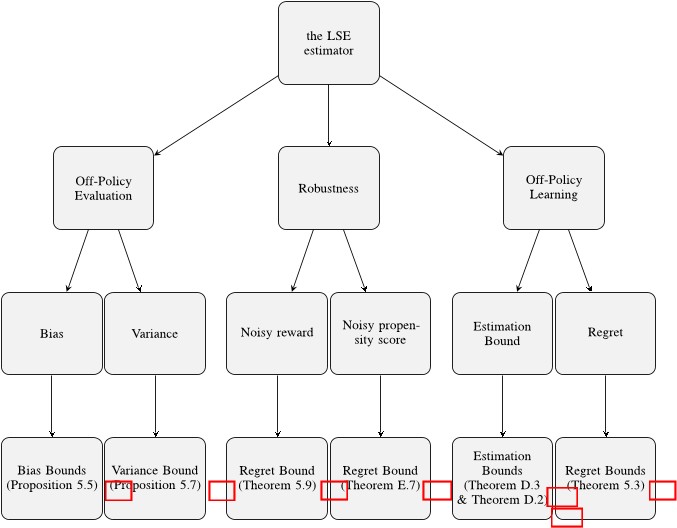 the LSE
estimator
Off-Policy
Evaluation
Robustness
Off-Policy
Learning
Bias
Variance
Noisy reward
Noisy propen-
sity score
Estimation
Bound
Regret
Bias Bounds
(Proposition 5.5)
Variance Bound
(Proposition 5.7)
Regret Bound
(Theorem 5.9)
Regret Bound
(Theorem E.7)
Estimation
Bounds
(Theorem D.3
& Theorem D.2)
Regret Bounds
(Theorem 5.3)